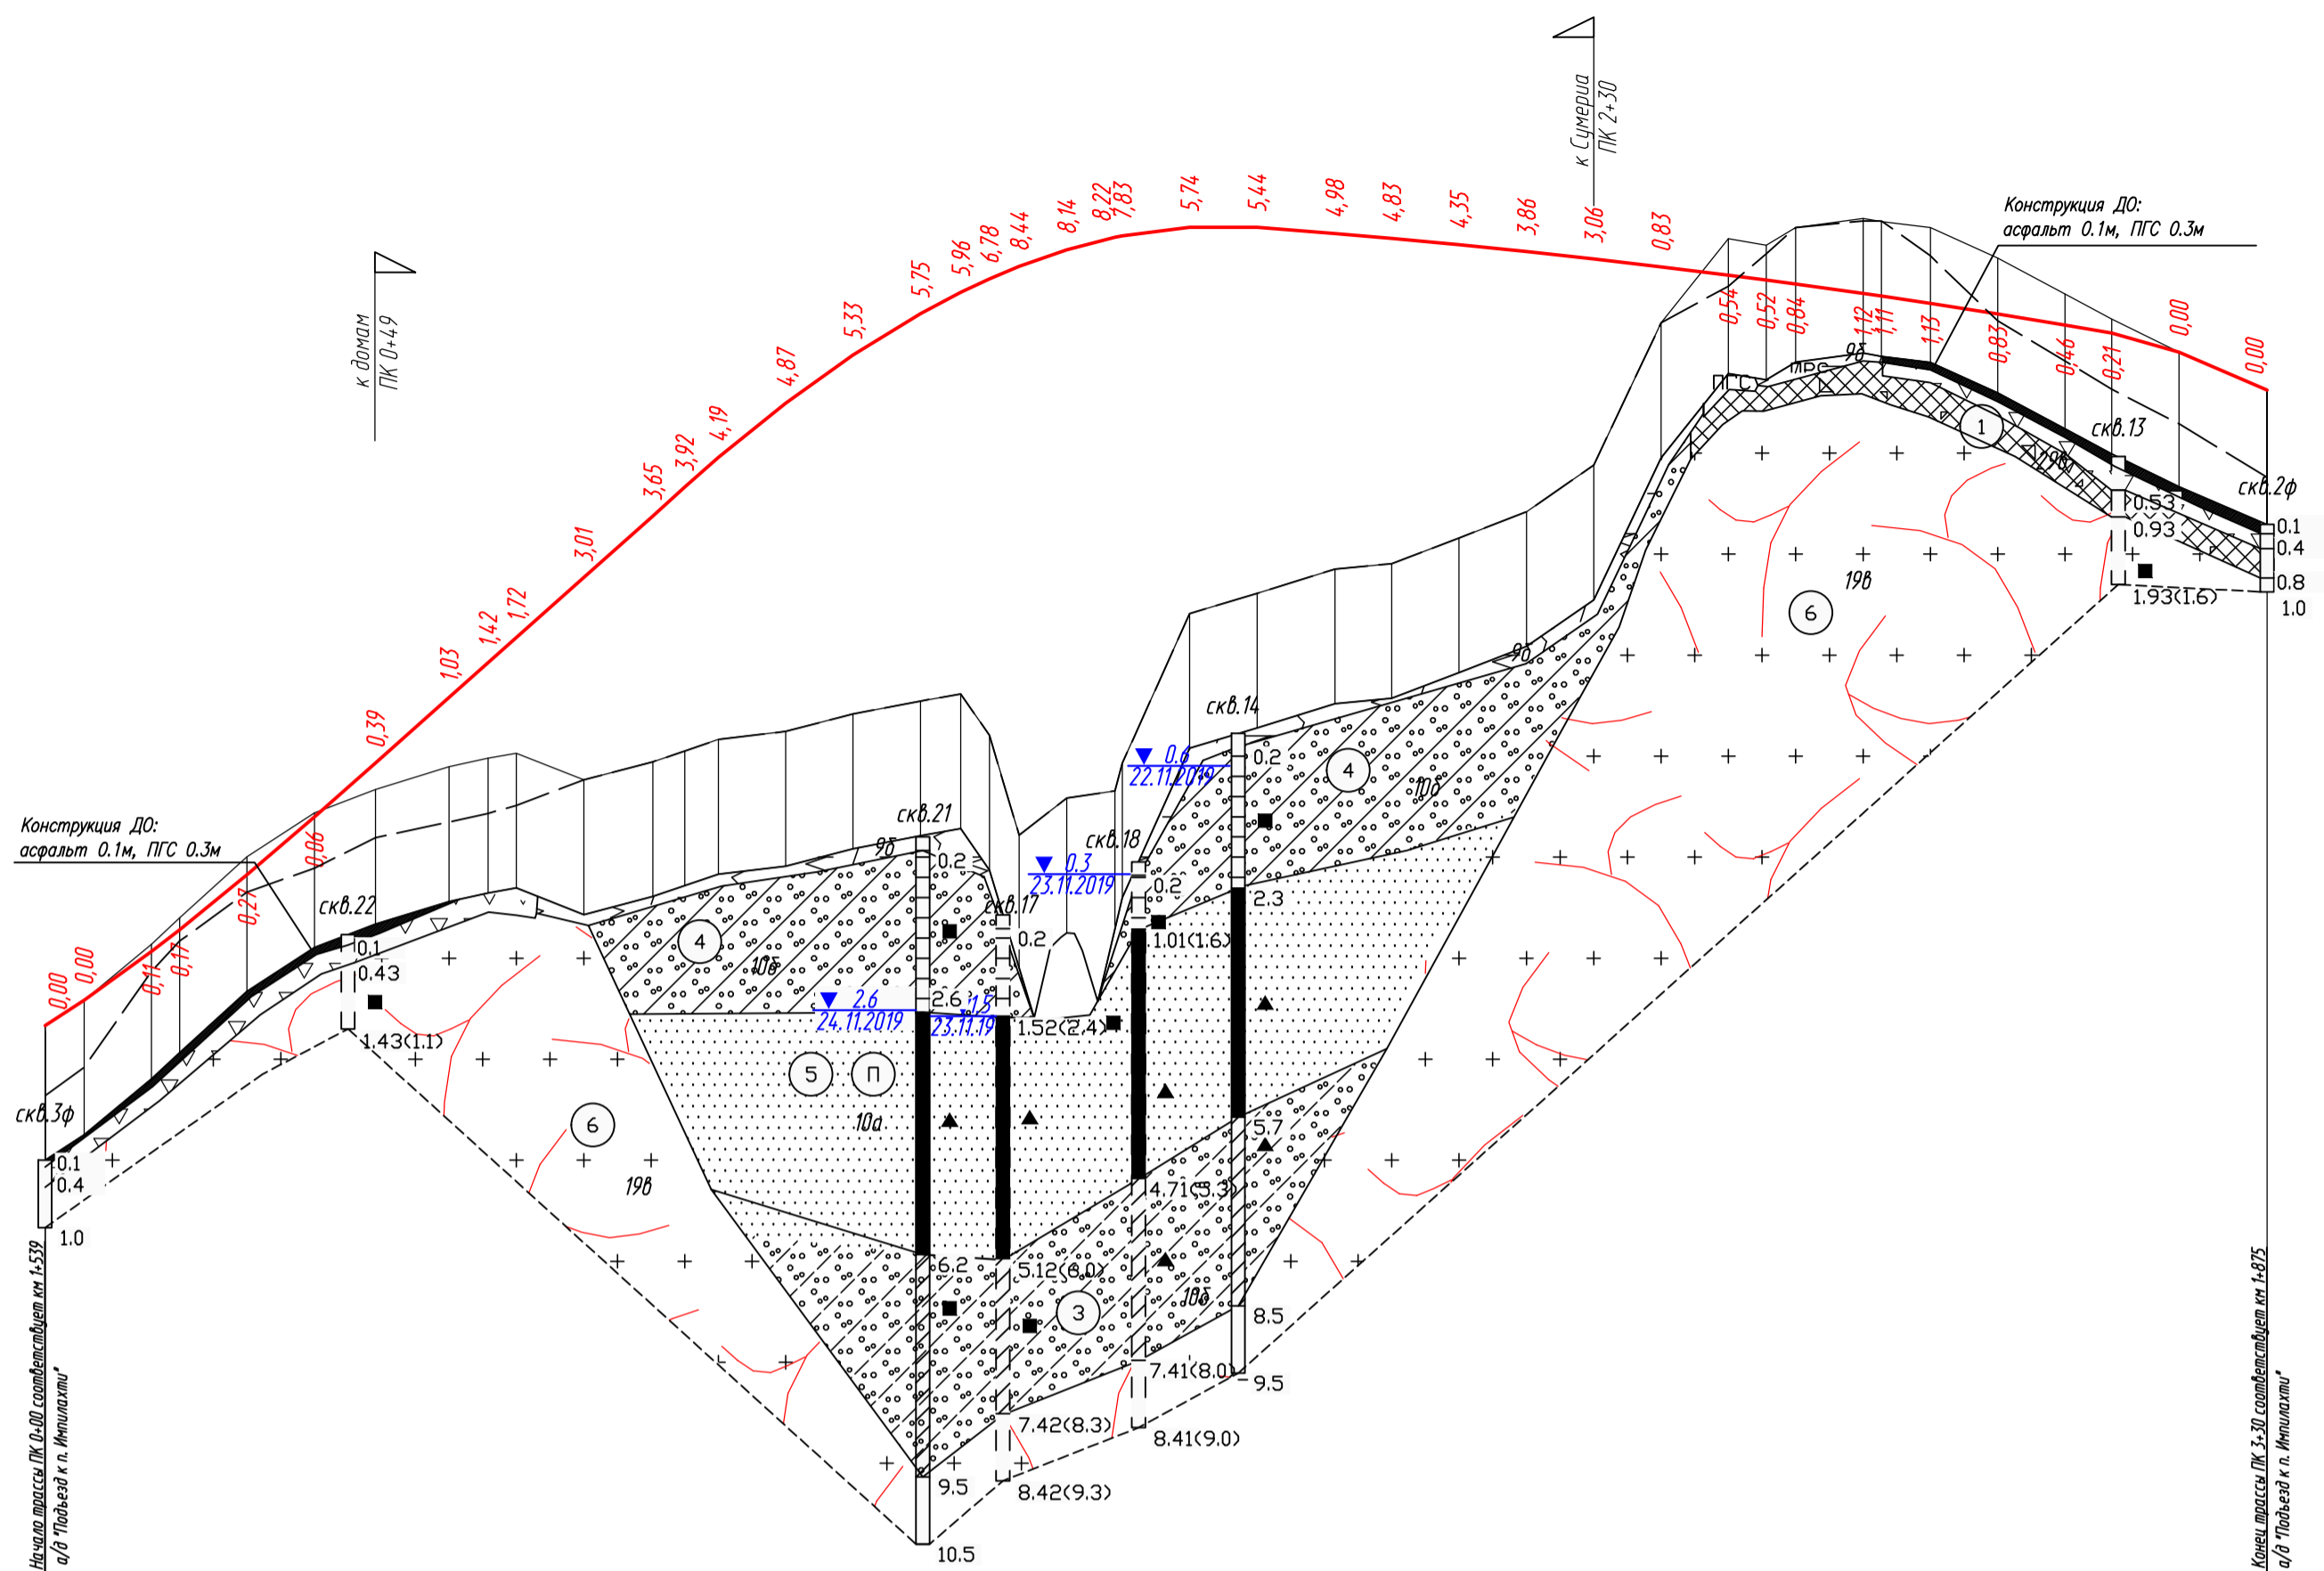 к Сумериа
ПК 2+30
к домам
ПК 0+49
Конструкция ДО:
асфальт 0.1м, ПГС 0.3м
Конструкция ДО:
асфальт 0.1м, ПГС 0.3м
0,00
0,00
0,11
0,17
0,27
0,06
0,39
1,03
1,42
1,72
3,01
3,65
3,92
4,19
4,87
5,33
5,75
5,96
6,78
8,44
8,14
8,22
7,83
5,74
5,44
4,98
4,83
4,35
3,86
3,06
0,83
0,54
0,52
0,84
1,12
1,11
1,13
0,83
0,46
0,21
0,00
0,00
скв.3ф
0.1
0.4
1.0
скв.22
0.1
0.43
1.43(1.1)
6
19в
4
10б
9б
скв.21
0.2
2.6
6.2
9.5
10.5
2.6
24.11.2019
5
П
10а
скв.17
0.2
1.5
23.11.19
1.52(2.4)
5.12(6.0)
7.42(8.3)
8.42(9.3)
3
10б
скв.18
0.3
23.11.2019
0.2
1.01(1.6)
4.71(5.3)
7.41(8.0)
8.41(9.0)
скв.14
0.6
22.11.2019
0.2
2.3
5.7
8.5
9.5
4
10б
9б
ПГС
9б
1
19в
6
скв.13
0.53
0.93
1.93(1.6)
скв.2ф
0.1
0.4
0.8
1.0
Начало трассы ПК 0+00 соответствует км 1+539
а/д "Подъезд к п. Импилахти"
Конец трассы ПК 3+30 соответствует км 1+875
а/д "Подъезд к п. Импилахти"